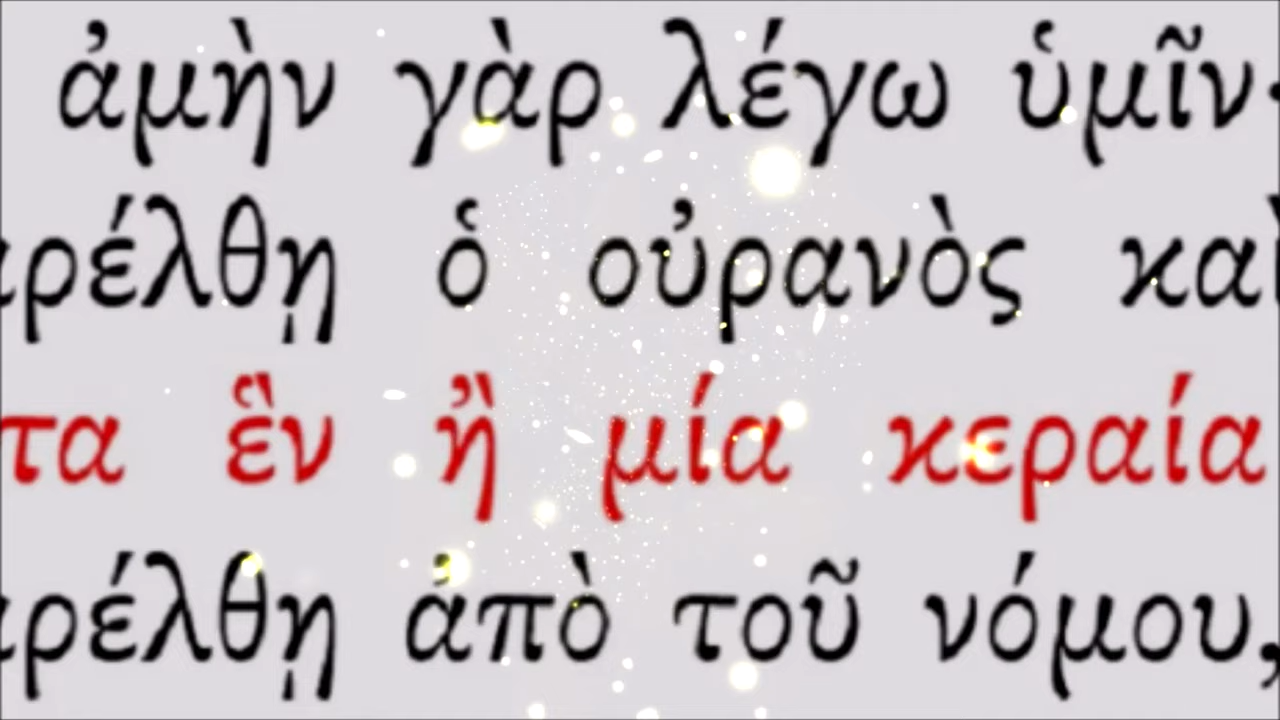 ἀμὴν γὰρ λέγω ὑμῖν·
ρέλθῃ ὁ οὐρανὸς καὶ
τα ἓν ἢ μία κεραία
ρέλθῃ ἀπὸ τοῦ νόμου,